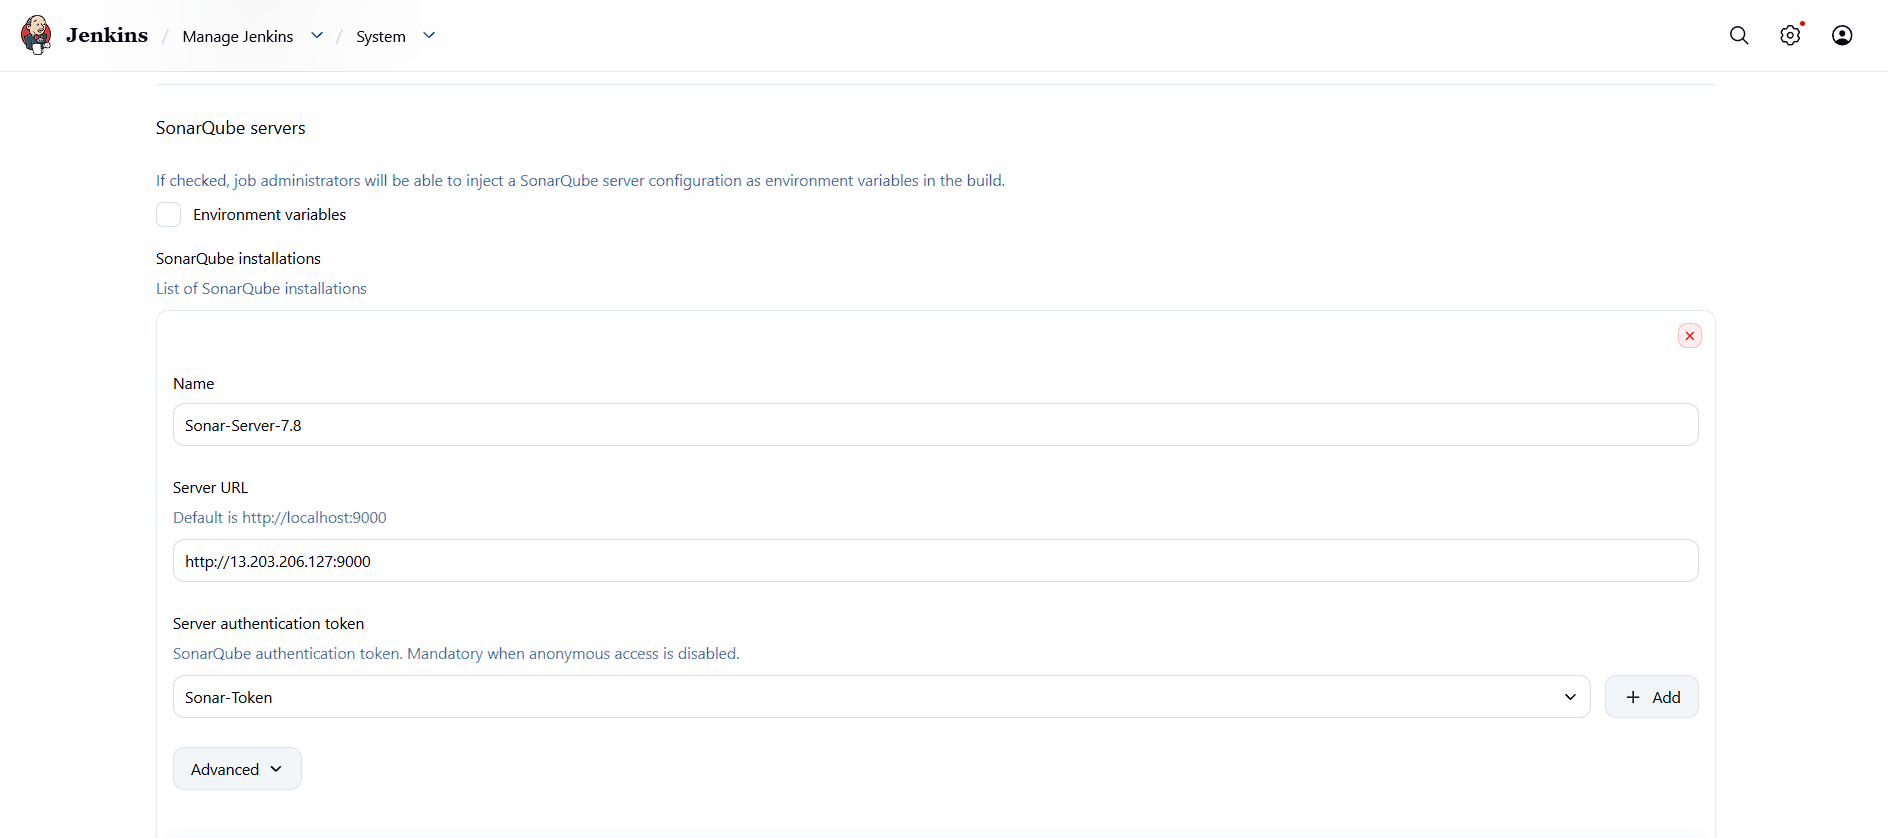 Jenkins / Manage Jenkins / System
SonarQube servers
If checked, job administrators will be able to inject a SonarQube server configuration as environment variables in the build.
Environment variables
SonarQube installations
List of SonarQube installations
Name
Sonar-Server-7.8
Server URL
Default is http://localhost:9000
http://13.203.206.127:9000
Server authentication token
SonarQube authentication token. Mandatory when anonymous access is disabled.
Sonar-Token
Add
Advanced